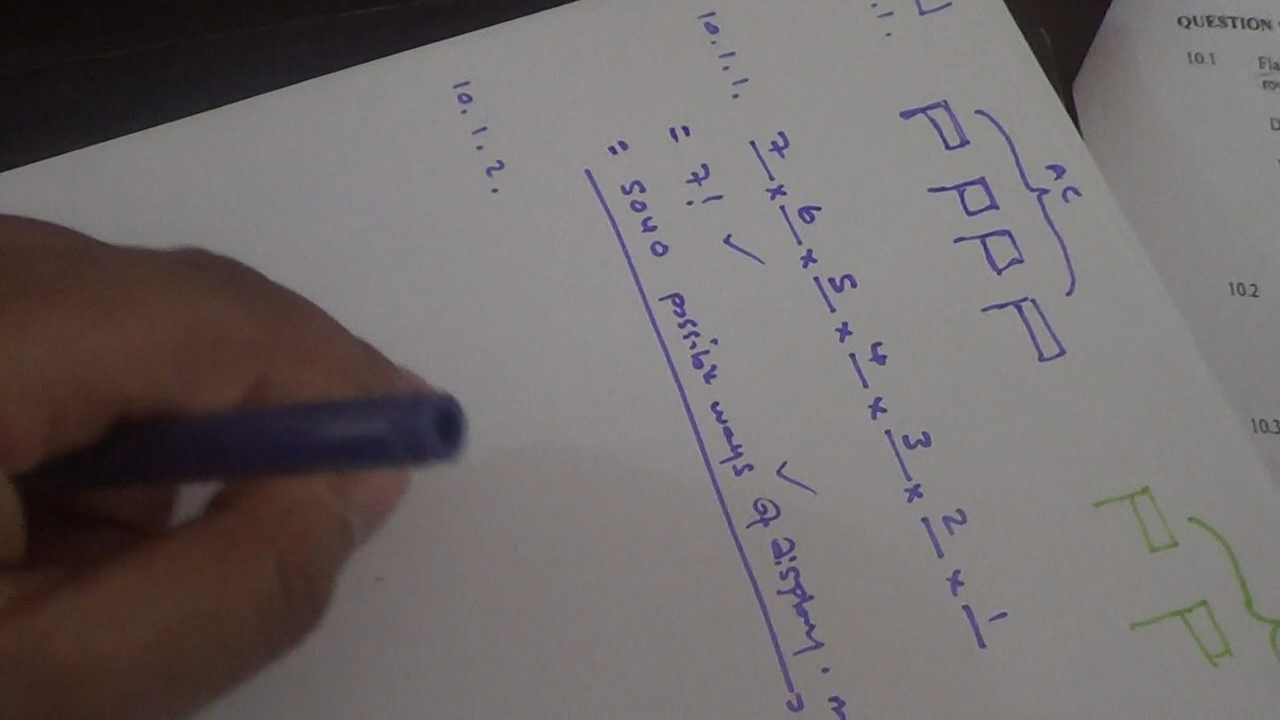 AC
10.1.1.
7 x 6 x 5 x 4 x 3 x 2 x 1
= 7! ✓
= 5040 possible ways of display. ✓
10.1.2.
QUESTION
10.1
10.2
10.3